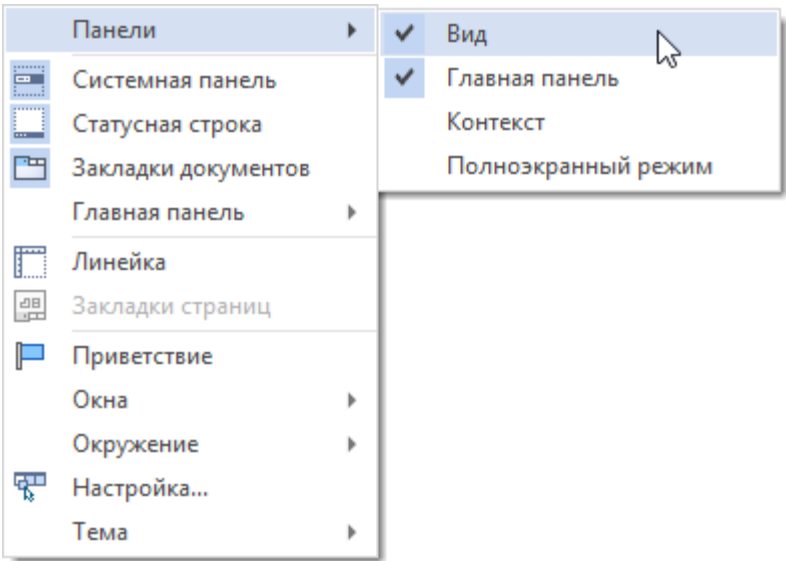 Панели
Системная панель
Статусная строка
Закладки документов
Главная панель
Линейка
Закладки страниц
Приветствие
Окна
Окружение
Настройка...
Тема
Вид
Главная панель
Контекст
Полноэкранный режим